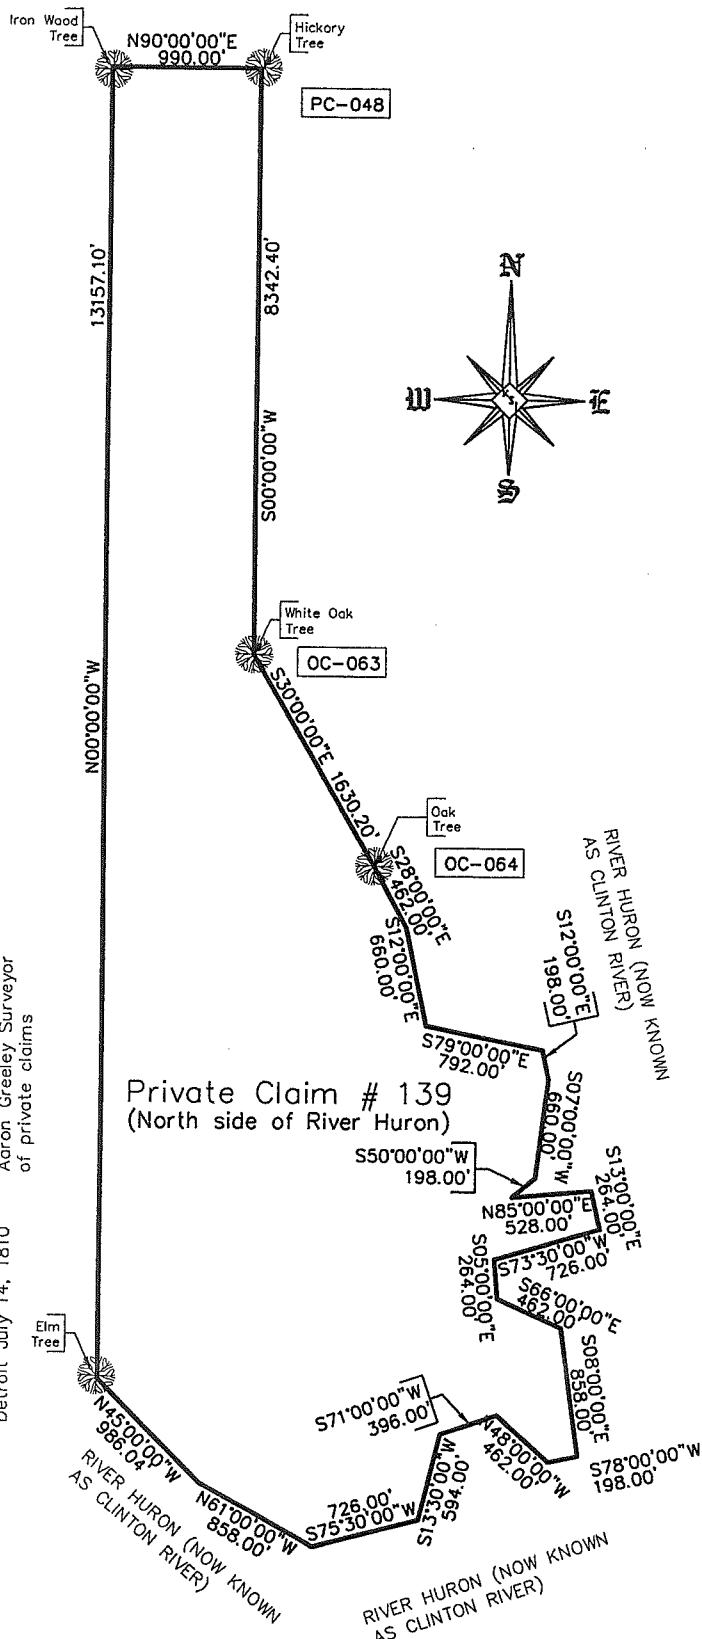 Iron Wood
Tree
N90°00'00"E
990.00'
Hickory
Tree
PC-048
13157.10'
8342.40'
N
W
E
S
S00°00'00"W
White Oak
Tree
OC-063
N00°00'00"W
S30°00'00"E 1630.20'
Oak
Tree
OC-064
S28°00'00"E
462.00'
S12°00'00"E
660.00'
RIVER HURON (NOW KNOWN
AS CLINTON RIVER)
S12°00'00"E
198.00'
S79°00'00"E
792.00'
Aaron Greeley Surveyor
of private claims
Private Claim # 139
(North side of River Huron)
S07°00'00"W
660.00'
S50°00'00"W
198.00'
N85°00'00"E
528.00'
S13°00'00"E
264.00'
S73°30'00"W
726.00'
S05°00'00"E
264.00'
S66°00'00"E
462.00'
Detroit July 14, 1810
Elm
Tree
S08°00'00"E
858.00'
S71°00'00"W
396.00'
N48°00'00"W
462.00'
S78°00'00"W
198.00'
N45°00'00"W
986.04'
S13°30'00"W
594.00'
N61°00'00"W
858.00'
726.00'
S75°30'00"W
RIVER HURON (NOW KNOWN
AS CLINTON RIVER)
RIVER HURON (NOW KNOWN
AS CLINTON RIVER)